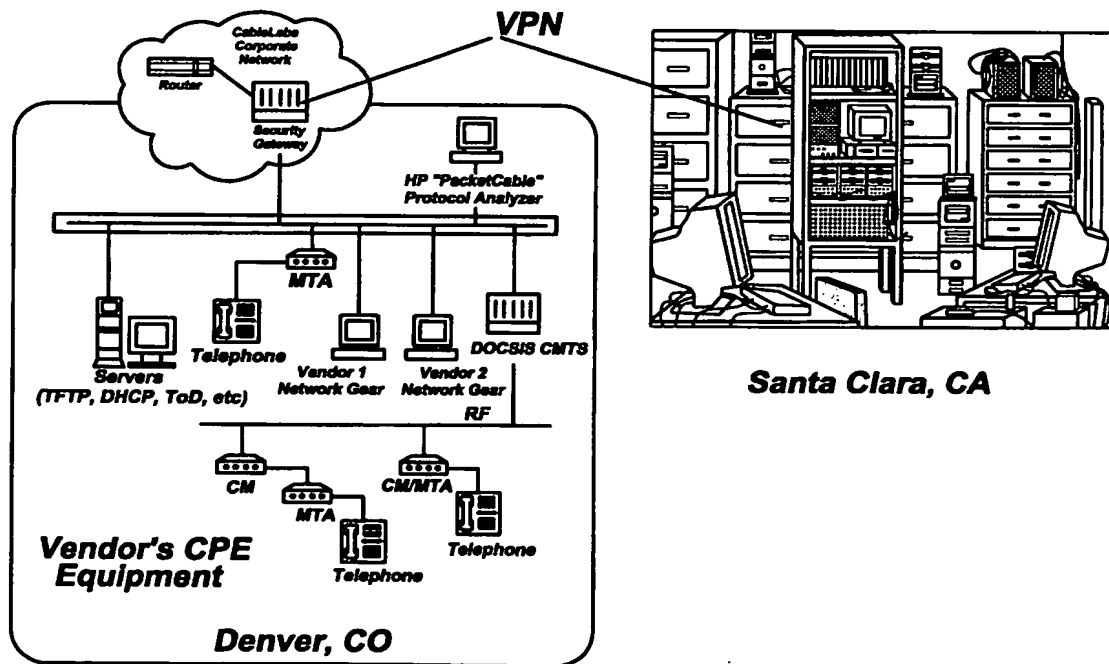 VPN
CableLabs
Corporate
Network
Router
Security
Gateway
HP "PacketCable"
Protocol Analyzer
MTA
Telephone
DOCSIS CMTS
Servers
(TFTP, DHCP, ToD, etc)
Vendor 1
Network Gear
Vendor 2
Network Gear
RF
CM
MTA
CM/MTA
Telephone
Telephone
Vendor's CPE
Equipment
Denver, CO
Santa Clara, CA